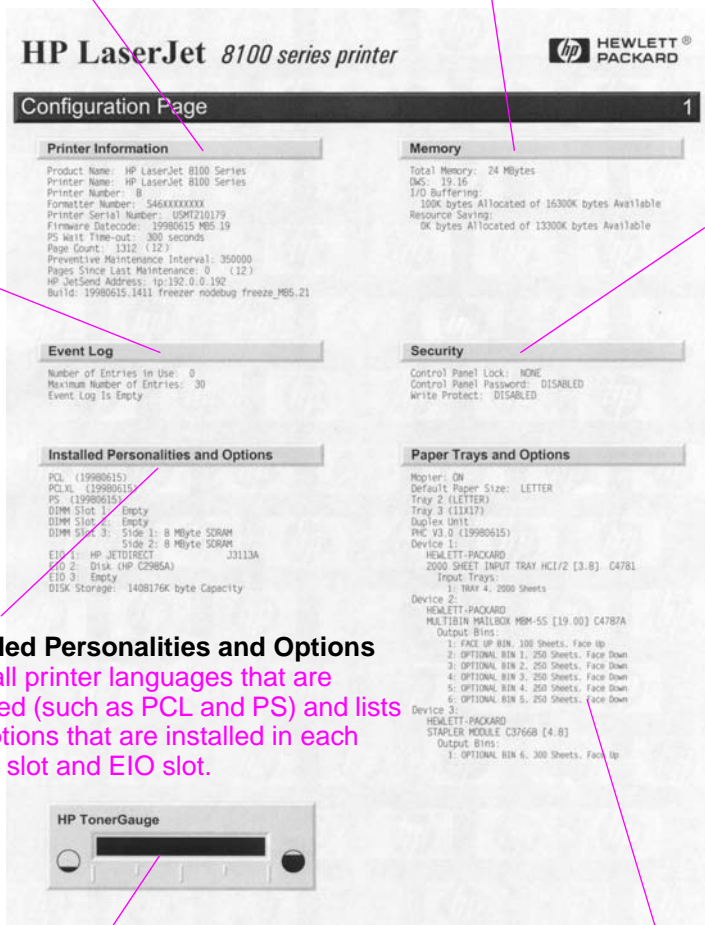 HP LaserJet 8100 series printer
hp HEWLETT® PACKARD
Configuration Page 1
Printer Information
Product Name: HP LaserJet 8100 Series
Printer Name: HP LaserJet 8100 Series
Printer Number: B
Formatter Number: S46XXXXXXXX
Printer Serial Number: USMT210179
Firmware Datecode: 19980615 MB5.19
PS Wait Time-out: 300 seconds
Page Count: 1312 (12)
Preventive Maintenance Interval: 350000
Pages Since Last Maintenance: 0 (12)
HP JetSend Address: ip:192.0.0.192
Build: 19980615.1411 freezer nodebug freeze_MB5.21
Memory
Total Memory: 24 MBytes
DWS: 19.16
I/O Buffering:
100K bytes Allocated of 16300K bytes Available
Resource Saving:
0K bytes Allocated of 13300K bytes Available
Event Log
Number of Entries in Use: 0
Maximum Number of Entries: 30
Event Log Is Empty
Security
Control Panel Lock: NONE
Control Panel Password: DISABLED
Write Protect: DISABLED
Installed Personalities and Options
PCL (19980615)
PCLXL (19980615)
PS (19980615)
DIMM Slot 1: Empty
DIMM Slot 2: Empty
DIMM Slot 3: Side 1: 8 MByte SDRAM
Side 2: 8 MByte SDRAM
EIO 1: HP JETDIRECT J3113A
EIO 2: Disk (HP C2985A)
EIO 3: Empty
DISK Storage: 1408176K byte Capacity
Paper Trays and Options
Mopier: ON
Default Paper Size: LETTER
Tray 2 (LETTER)
Tray 3 (11X17)
Duplex Unit
PHC V3.0 (19980615)
Device 1:
HEWLETT-PACKARD
2000 SHEET INPUT TRAY HCI/2 [3.8] C4781
Input Trays:
1: TRAY 4, 2000 Sheets
Device 2:
HEWLETT-PACKARD
MULTIBIN MAILBOX MBM-5S [19.00] C4787A
Output Bins:
1: FACE UP BIN, 100 Sheets, Face Up
2: OPTIONAL BIN 1, 250 Sheets, Face Down
3: OPTIONAL BIN 2, 250 Sheets, Face Down
4: OPTIONAL BIN 3, 250 Sheets, Face Down
5: OPTIONAL BIN 4, 250 Sheets, Face Down
6: OPTIONAL BIN 5, 250 Sheets, Face Down
Device 3:
HEWLETT-PACKARD
STAPLER MODULE C3766B [4.8]
Output Bins:
1: OPTIONAL BIN 6, 300 Sheets, Face Up
led Personalities and Options
all printer languages that are
ed (such as PCL and PS) and lists
otions that are installed in each
slot and EIO slot.
HP TonerGauge